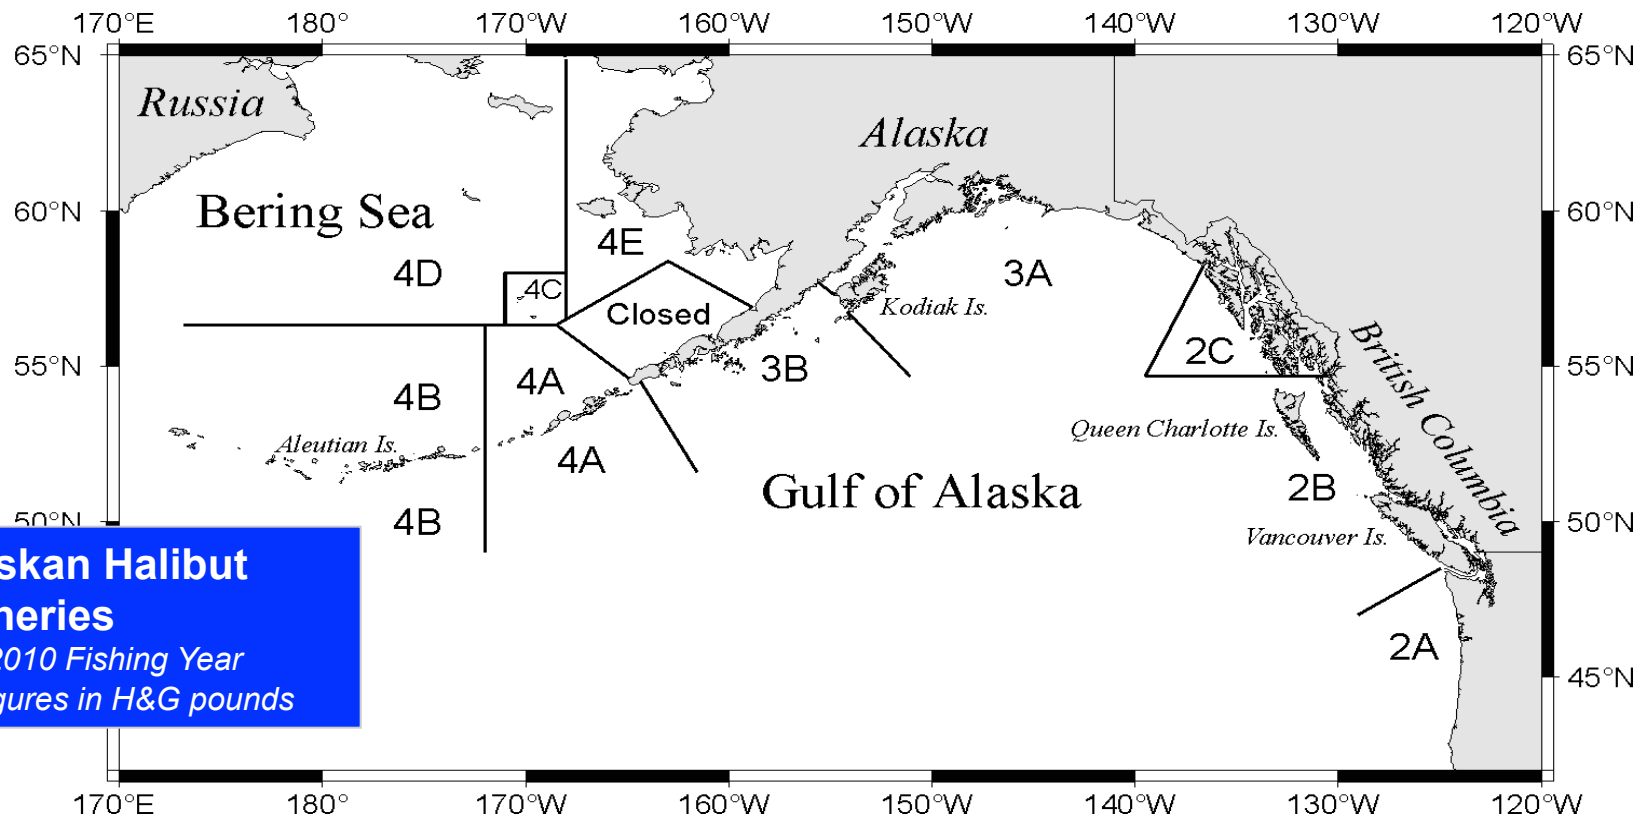 170°E 180° 170°W 160°W 150°W 140°W 130°W 120°W
65°N 65°N
Russia
Alaska
Bering Sea
60°N 60°N
4E
4D
4C
3A
Closed
Kodiak Is.
British Columbia
2C
3B
55°N 55°N
4A
4B
Queen Charlotte Is.
Aleutian Is.
4A
Gulf of Alaska
2B
4B
50°N 50°N
Vancouver Is.
skan Halibut
neries
2010 Fishing Year
gures in H&G pounds
2A
45°N
170°E 180° 170°W 160°W 150°W 140°W 130°W 120°W